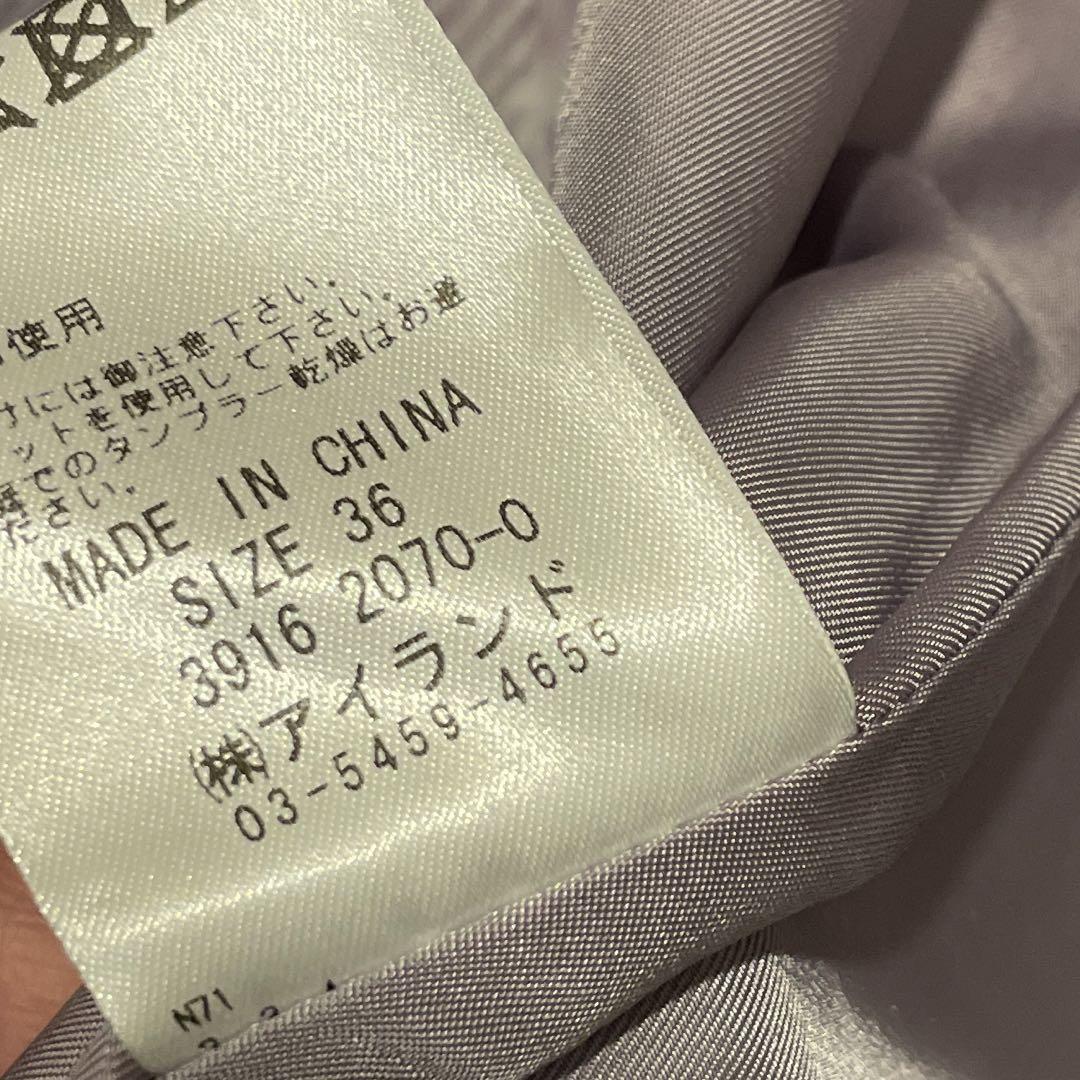 使用
けには御注意下さい。
ットを使用して下さい。
でのタンブラー乾燥はお避
ださい。
MADE IN CHINA
SIZE 36
3916 2070-0
(株)アイランド
03-5459-4655
N71